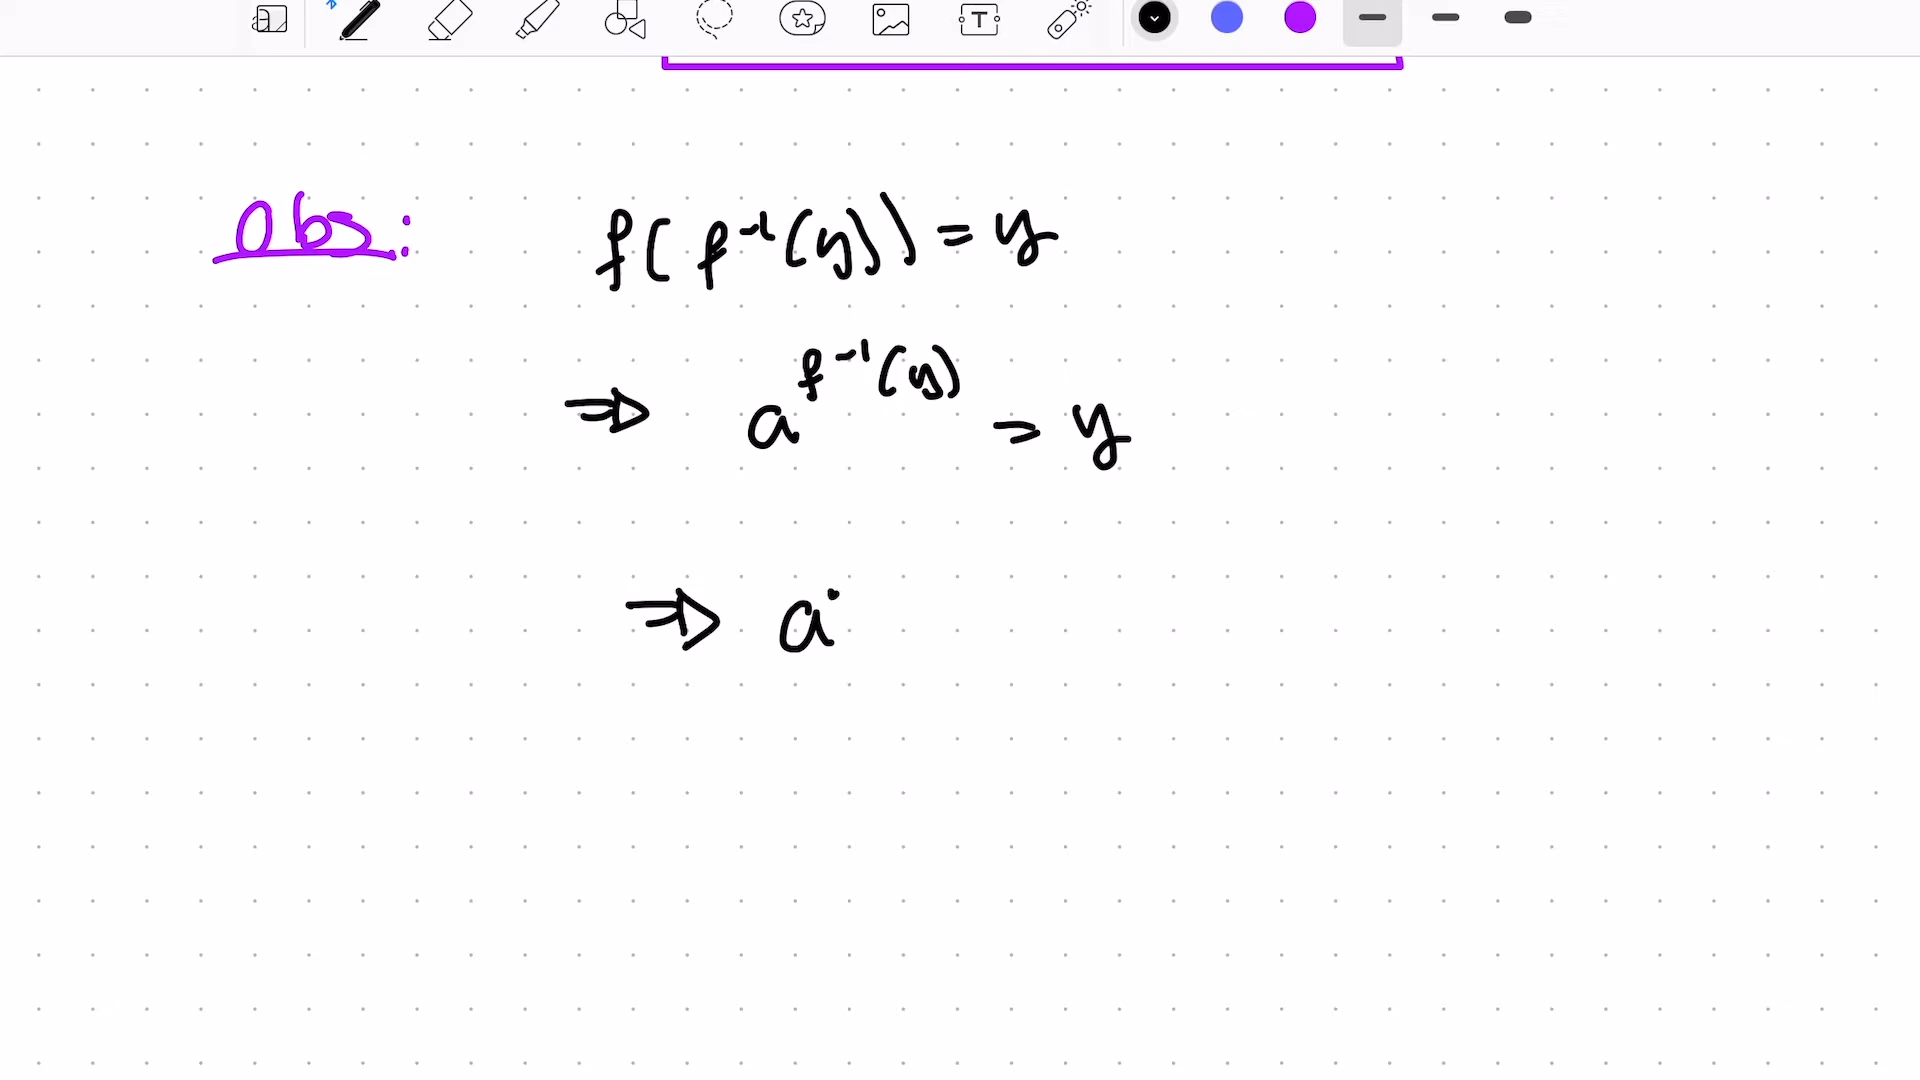 Obs: f(f⁻¹(y)) = y
⇒ a^{f⁻¹(y)} = y
⇒ a